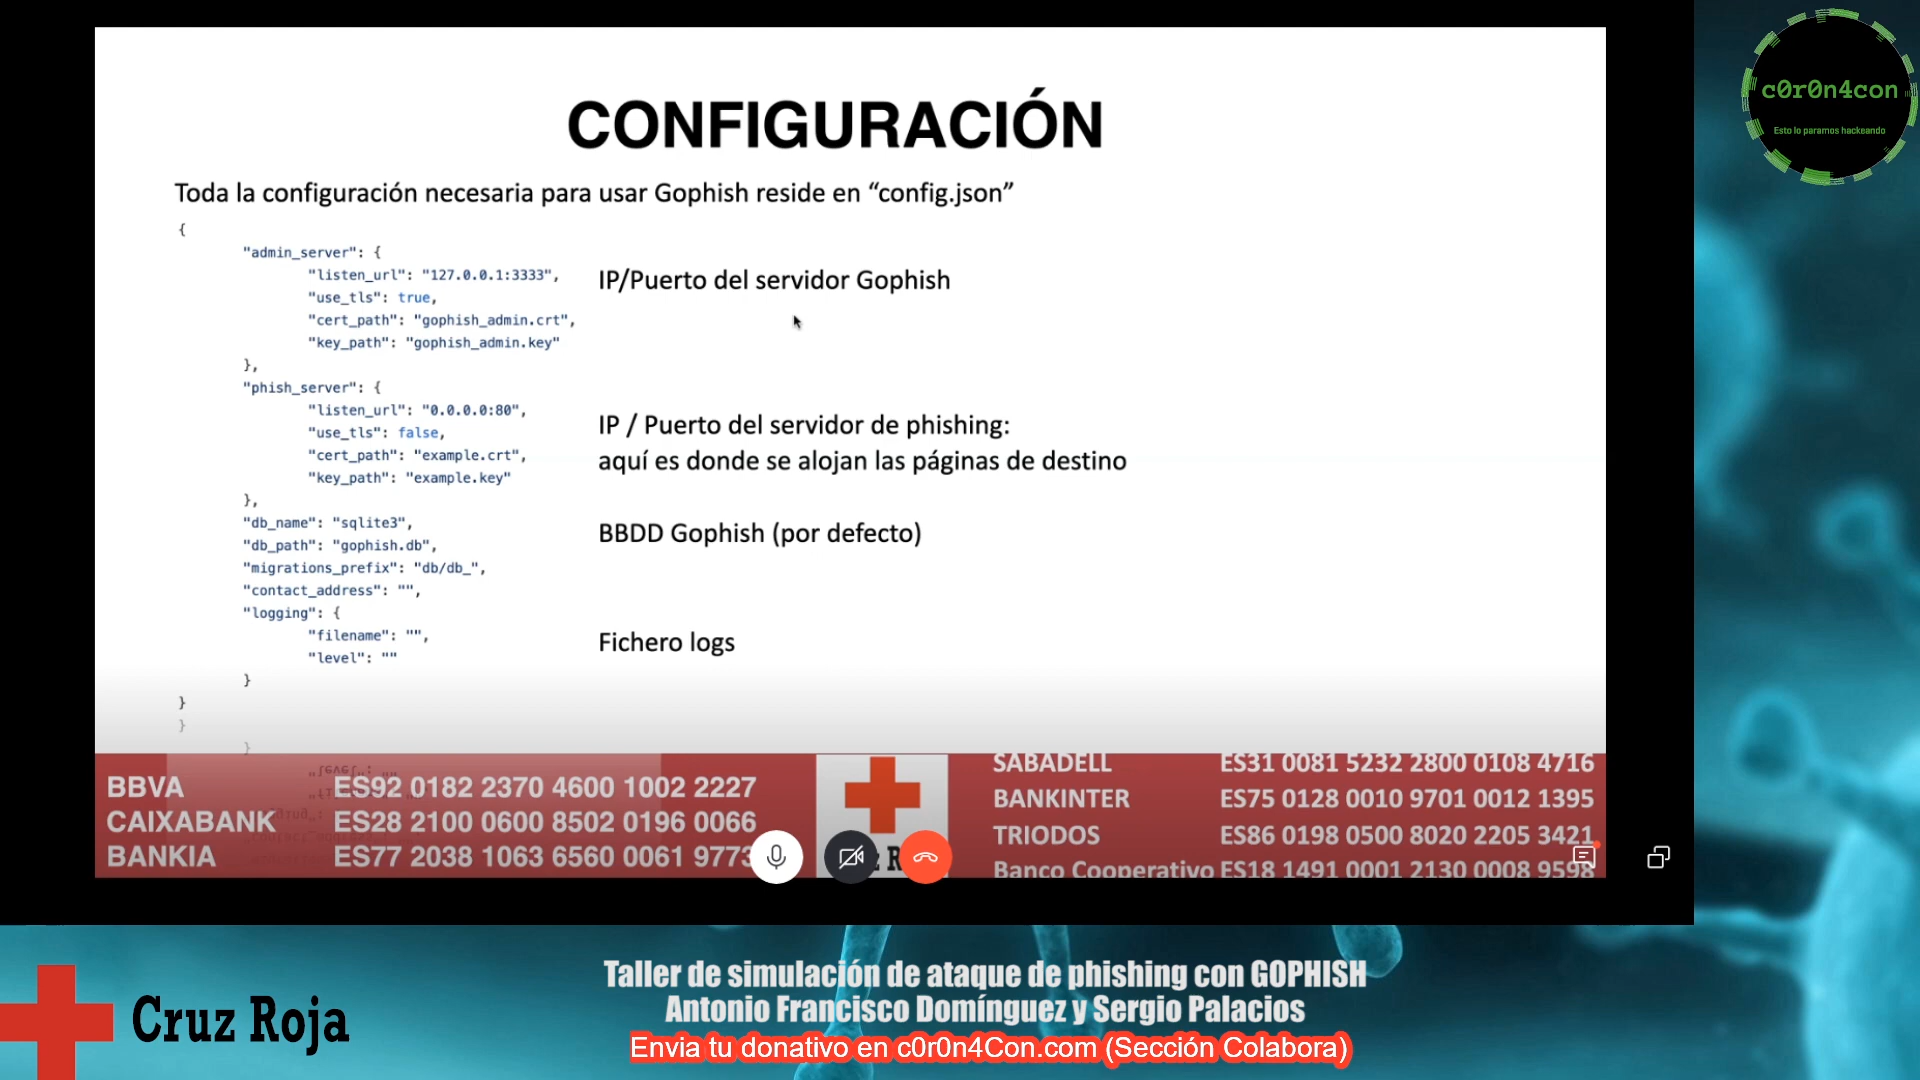 c0r0n4con
Esto lo paramos hackeando
CONFIGURACIÓN
Toda la configuración necesaria para usar Gophish reside en “config.json”
{
"admin_server": {
"listen_url": "127.0.0.1:3333",
"use_tls": true,
"cert_path": "gophish_admin.crt",
"key_path": "gophish_admin.key"
},
"phish_server": {
"listen_url": "0.0.0.0:80",
"use_tls": false,
"cert_path": "example.crt",
"key_path": "example.key"
},
"db_name": "sqlite3",
"db_path": "gophish.db",
"migrations_prefix": "db/db_",
"contact_address": "",
"logging": {
"filename": "",
"level": ""
}
}
IP/Puerto del servidor Gophish
IP / Puerto del servidor de phishing:
aquí es donde se alojan las páginas de destino
BBDD Gophish (por defecto)
Fichero logs
BBVA ES92 0182 2370 4600 1002 2227
CAIXABANK ES28 2100 0600 8502 0196 0066
BANKIA ES77 2038 1063 6560 0061 9773
SABADELL ES31 0081 5232 2800 0108 4716
BANKINTER ES75 0128 0010 9701 0012 1395
TRIODOS ES86 0198 0500 8020 2205 3421
Banco Cooperativo ES18 1491 0001 2130 0008 9598
Cruz Roja
Taller de simulación de ataque de phishing con GOPHISH
Antonio Francisco Domínguez y Sergio Palacios
Envia tu donativo en c0r0n4Con.com (Sección Colabora)